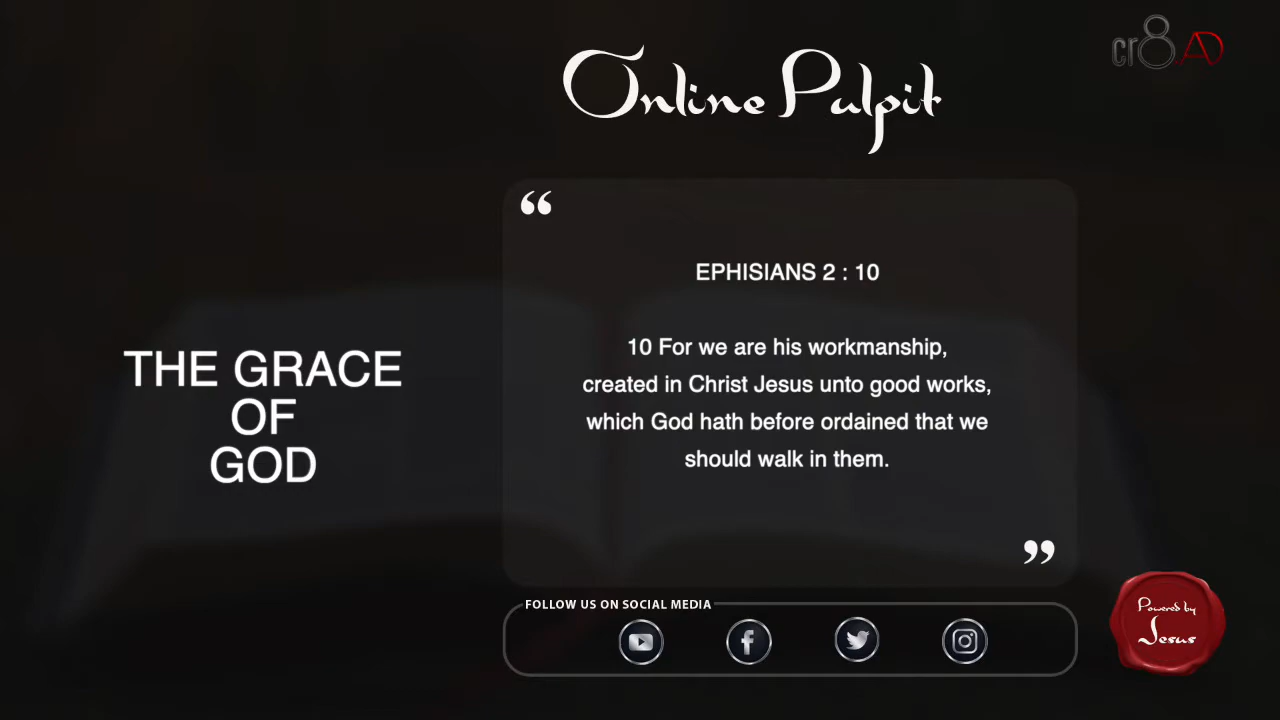 cr8.AD
Online Pulpit
“
EPHISIANS 2 : 10
10 For we are his workmanship,
created in Christ Jesus unto good works,
which God hath before ordained that we
should walk in them.
”
THE GRACE
OF
GOD
FOLLOW US ON SOCIAL MEDIA
Powered by
Jesus